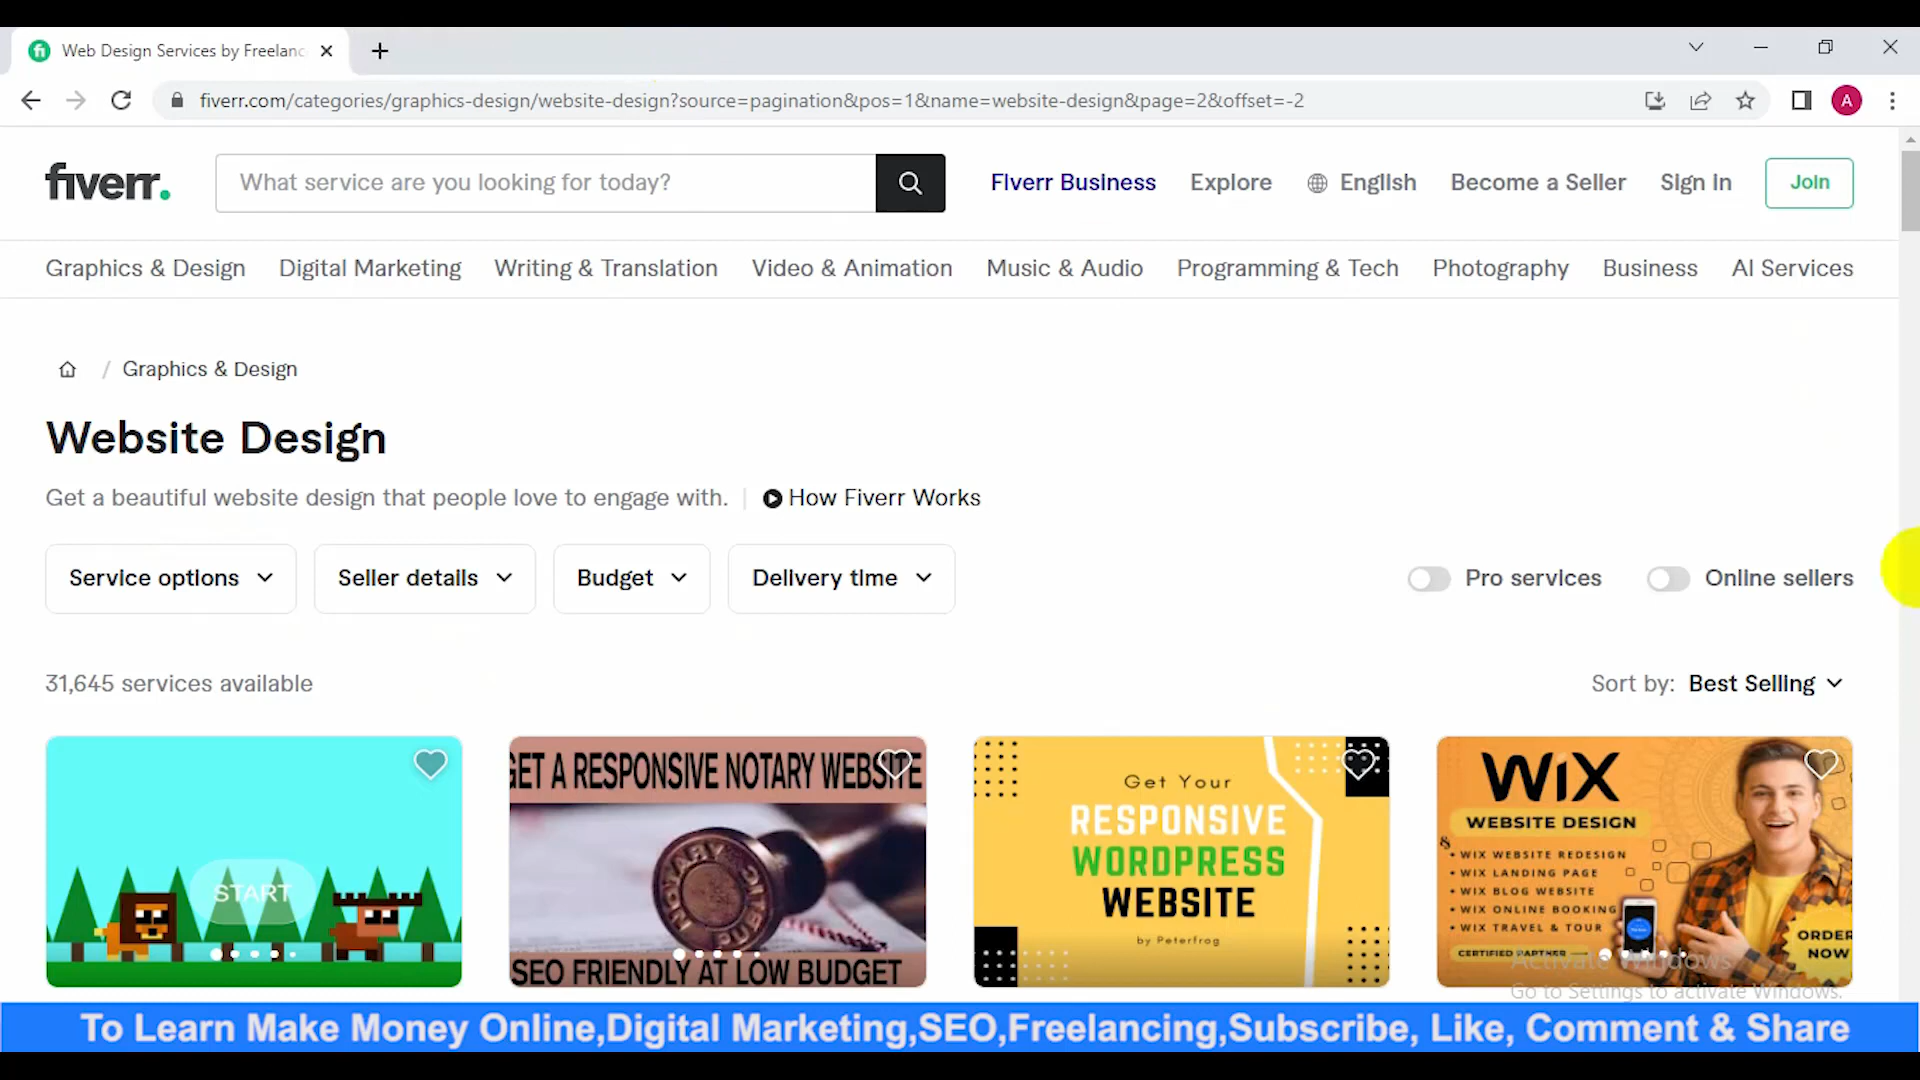 Web Design Services by Freelanc
fiverr.com/categories/graphics-design/website-design?source=pagination&pos=1&name=website-design&page=2&offset=-2
A
fiverr.
What service are you looking for today?
Fiverr Business
Explore
English
Become a Seller
Sign in
Join
Graphics & Design
Digital Marketing
Writing & Translation
Video & Animation
Music & Audio
Programming & Tech
Photography
Business
AI Services
/ Graphics & Design
Website Design
Get a beautiful website design that people love to engage with.
How Fiverr Works
Service options
Seller details
Budget
Delivery time
Pro services
Online sellers
31,645 services available
Sort by: Best Selling
START
GET A RESPONSIVE NOTARY WEBSITE
NOTARY
SEO FRIENDLY AT LOW BUDGET
Get Your
RESPONSIVE
WORDPRESS
WEBSITE
by Peterfrog
WiX
WEBSITE DESIGN
&
• WIX WEBSITE REDESIGN
• WIX LANDING PAGE
• WIX BLOG WEBSITE
• WIX ONLINE BOOKING
• WIX TRAVEL & TOUR
CERTIFIED PARTNER
ORDER
NOW
Activate Windows
Go to Settings to activate Windows.
To Learn Make Money Online,Digital Marketing,SEO,Freelancing,Subscribe, Like, Comment & Share